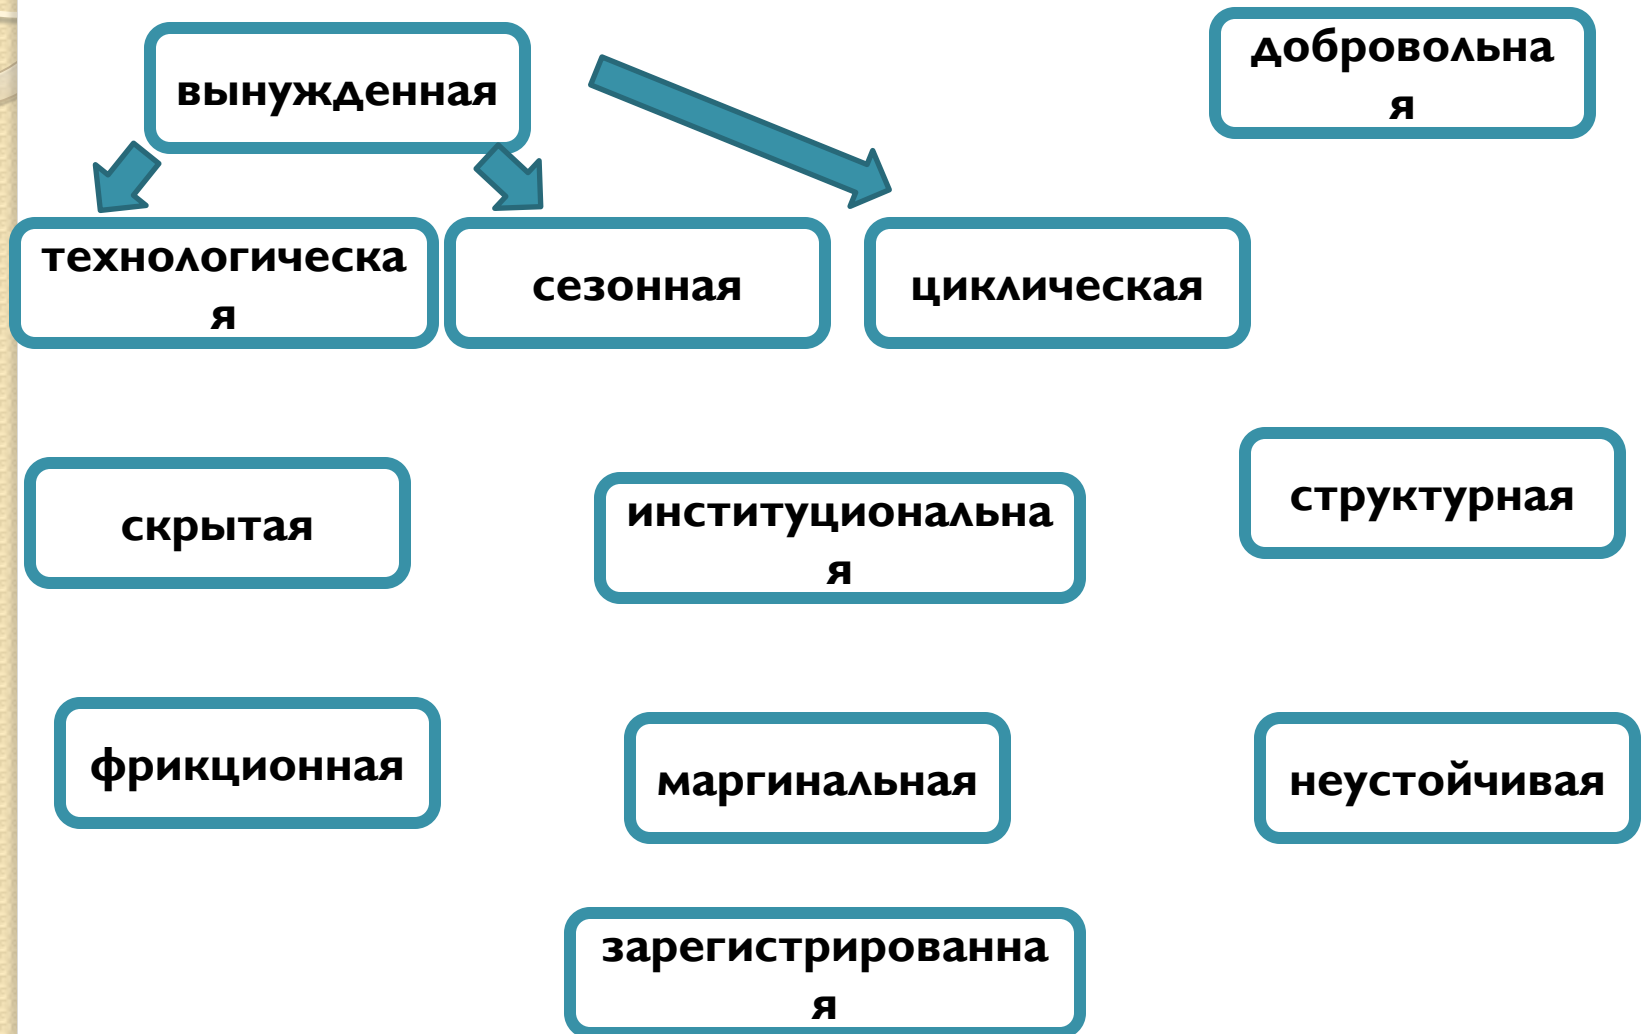 вынужденная
добровольна
я
технологическа
я
сезонная
циклическая
скрытая
институциональна
я
структурная
фрикционная
маргинальная
неустойчивая
зарегистрированна
я